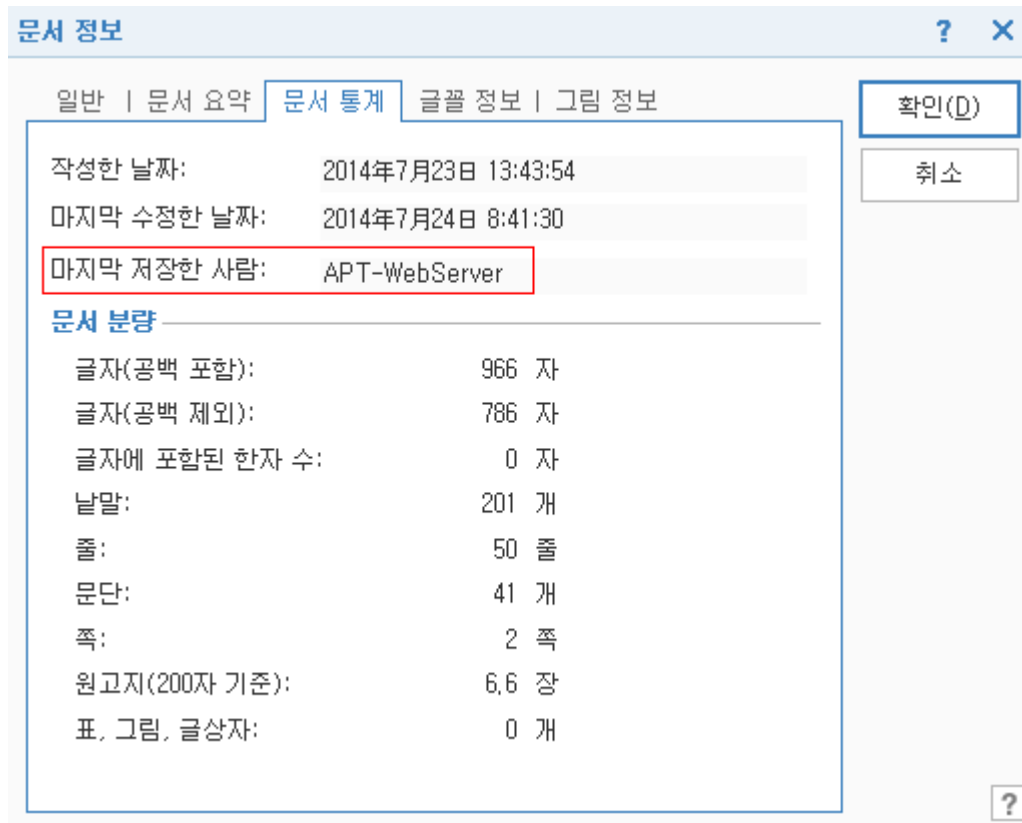 문서 정보 ? ×
일반 | 문서 요약 문서 통계 글꼴 정보 | 그림 정보
확인(D)
취소
작성한 날짜: 2014年7月23日 13:43:54
마지막 수정한 날짜: 2014年7月24日 8:41:30
마지막 저장한 사람: APT-WebServer
문서 분량
글자(공백 포함): 966 자
글자(공백 제외): 786 자
글자에 포함된 한자 수: 0 자
낱말: 201 개
줄: 50 줄
문단: 41 개
쪽: 2 쪽
원고지(200자 기준): 6,6 장
표, 그림, 글상자: 0 개
?